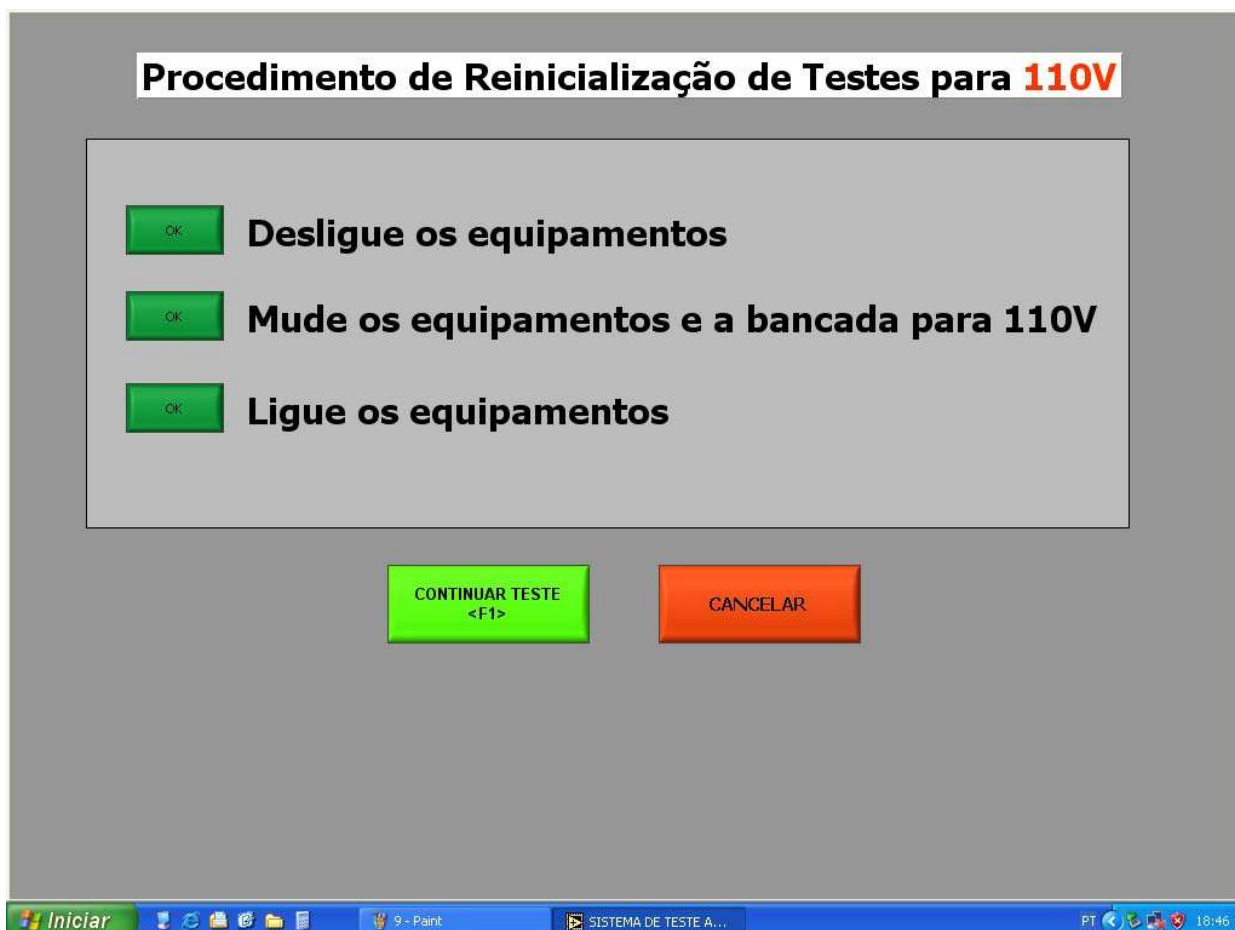 Procedimento de Reinicialização de Testes para 110V
OK
Desligue os equipamentos
OK
Mude os equipamentos e a bancada para 110V
OK
Ligue os equipamentos
CONTINUAR TESTE
<F1>
CANCELAR
Iniciar
9 - Paint
SISTEMA DE TESTE A...
PT
18:46